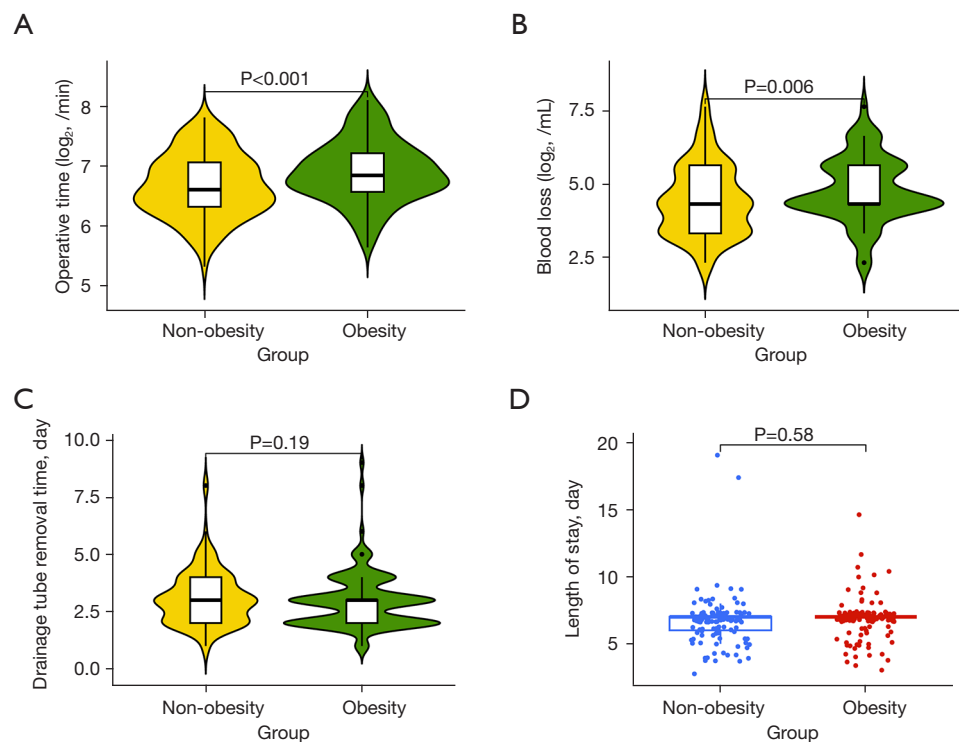 A
Operative time (log₂, /min)
8
7
6
5
P<0.001
Non-obesity
Obesity
Group
B
Blood loss (log₂, /mL)
7.5
5.0
2.5
P=0.006
Non-obesity
Obesity
Group
C
Drainage tube removal time, day
10.0
7.5
5.0
2.5
0.0
P=0.19
Non-obesity
Obesity
Group
D
Length of stay, day
20
15
10
5
P=0.58
Non-obesity
Obesity
Group